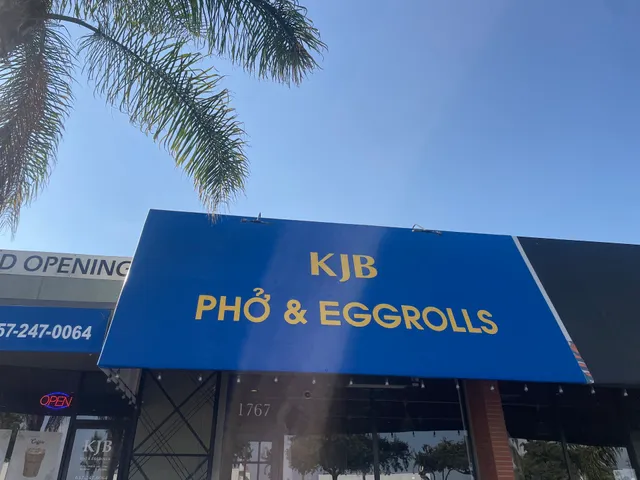 D OPENING
57-247-0064
KJB
PHỞ & EGGROLLS
OPEN
1767
KJB